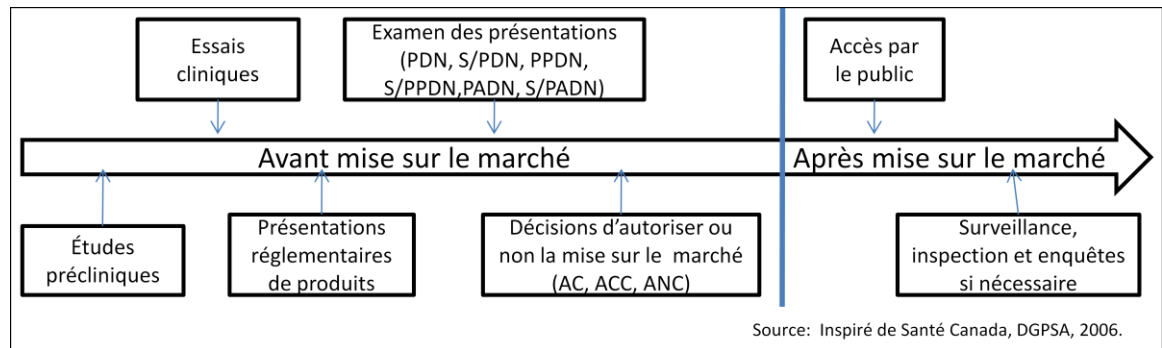 Essais
cliniques
Examen des présentations
(PDN, S/PDN, PPDN,
S/PPDN,PADN, S/PADN)
Accès par
le public
Avant mise sur le marché
Après mise sur le marché
Études
précliniques
Présentations
réglementaires
de produits
Décisions d'autoriser ou
non la mise sur le marché
(AC, ACC, ANC)
Surveillance,
inspection et enquêtes
si nécessaire
Source: Inspiré de Santé Canada, DGPSA, 2006.